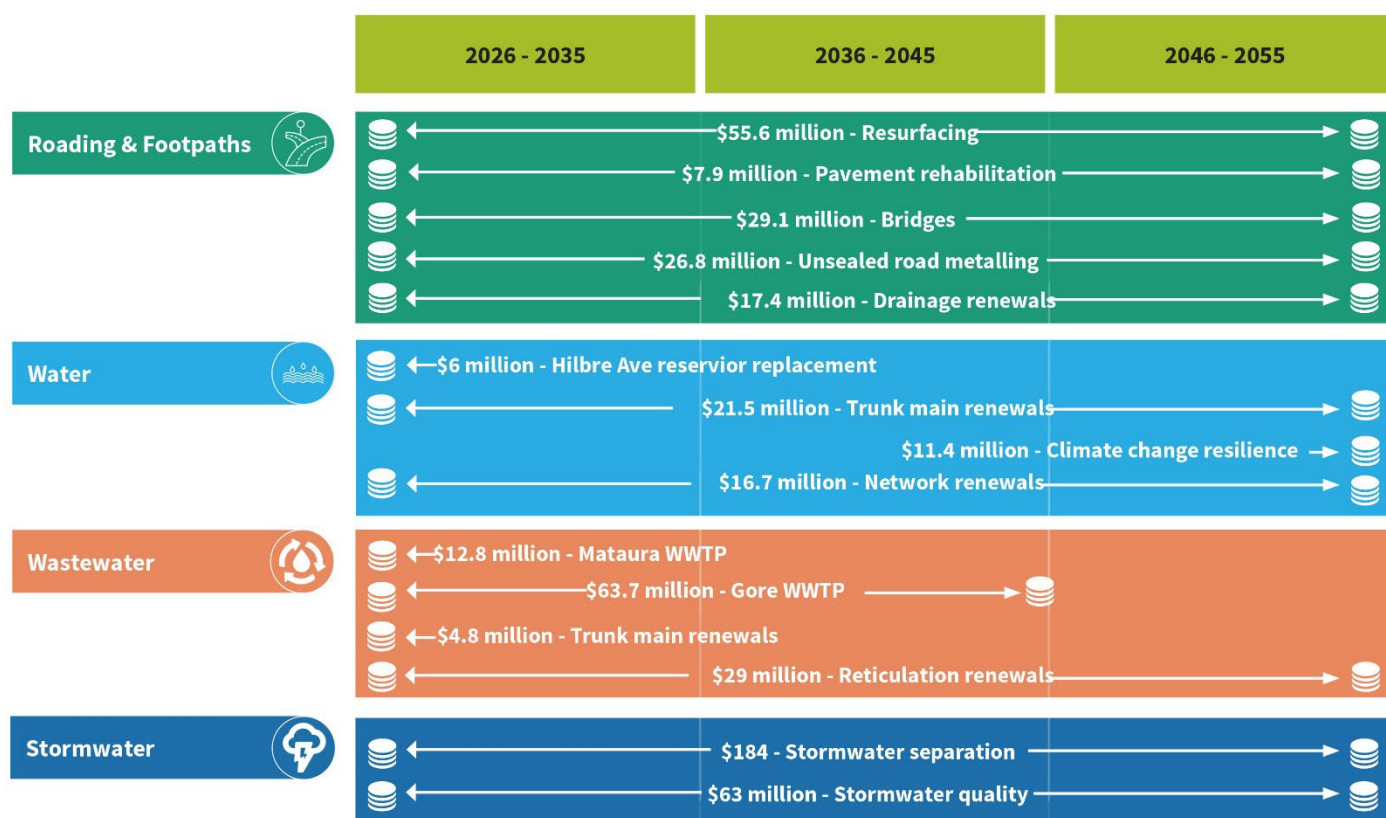 2026 - 2035
2036 - 2045
2046 - 2055
Roading & Footpaths
$55.6 million - Resurfacing
$7.9 million - Pavement rehabilitation
$29.1 million - Bridges
$26.8 million - Unsealed road metalling
$17.4 million - Drainage renewals
Water
$6 million - Hilbre Ave reservior replacement
$21.5 million - Trunk main renewals
$11.4 million - Climate change resilience
$16.7 million - Network renewals
Wastewater
$12.8 million - Mataura WWTP
$63.7 million - Gore WWTP
$4.8 million - Trunk main renewals
$29 million - Reticulation renewals
Stormwater
$184 - Stormwater separation
$63 million - Stormwater quality